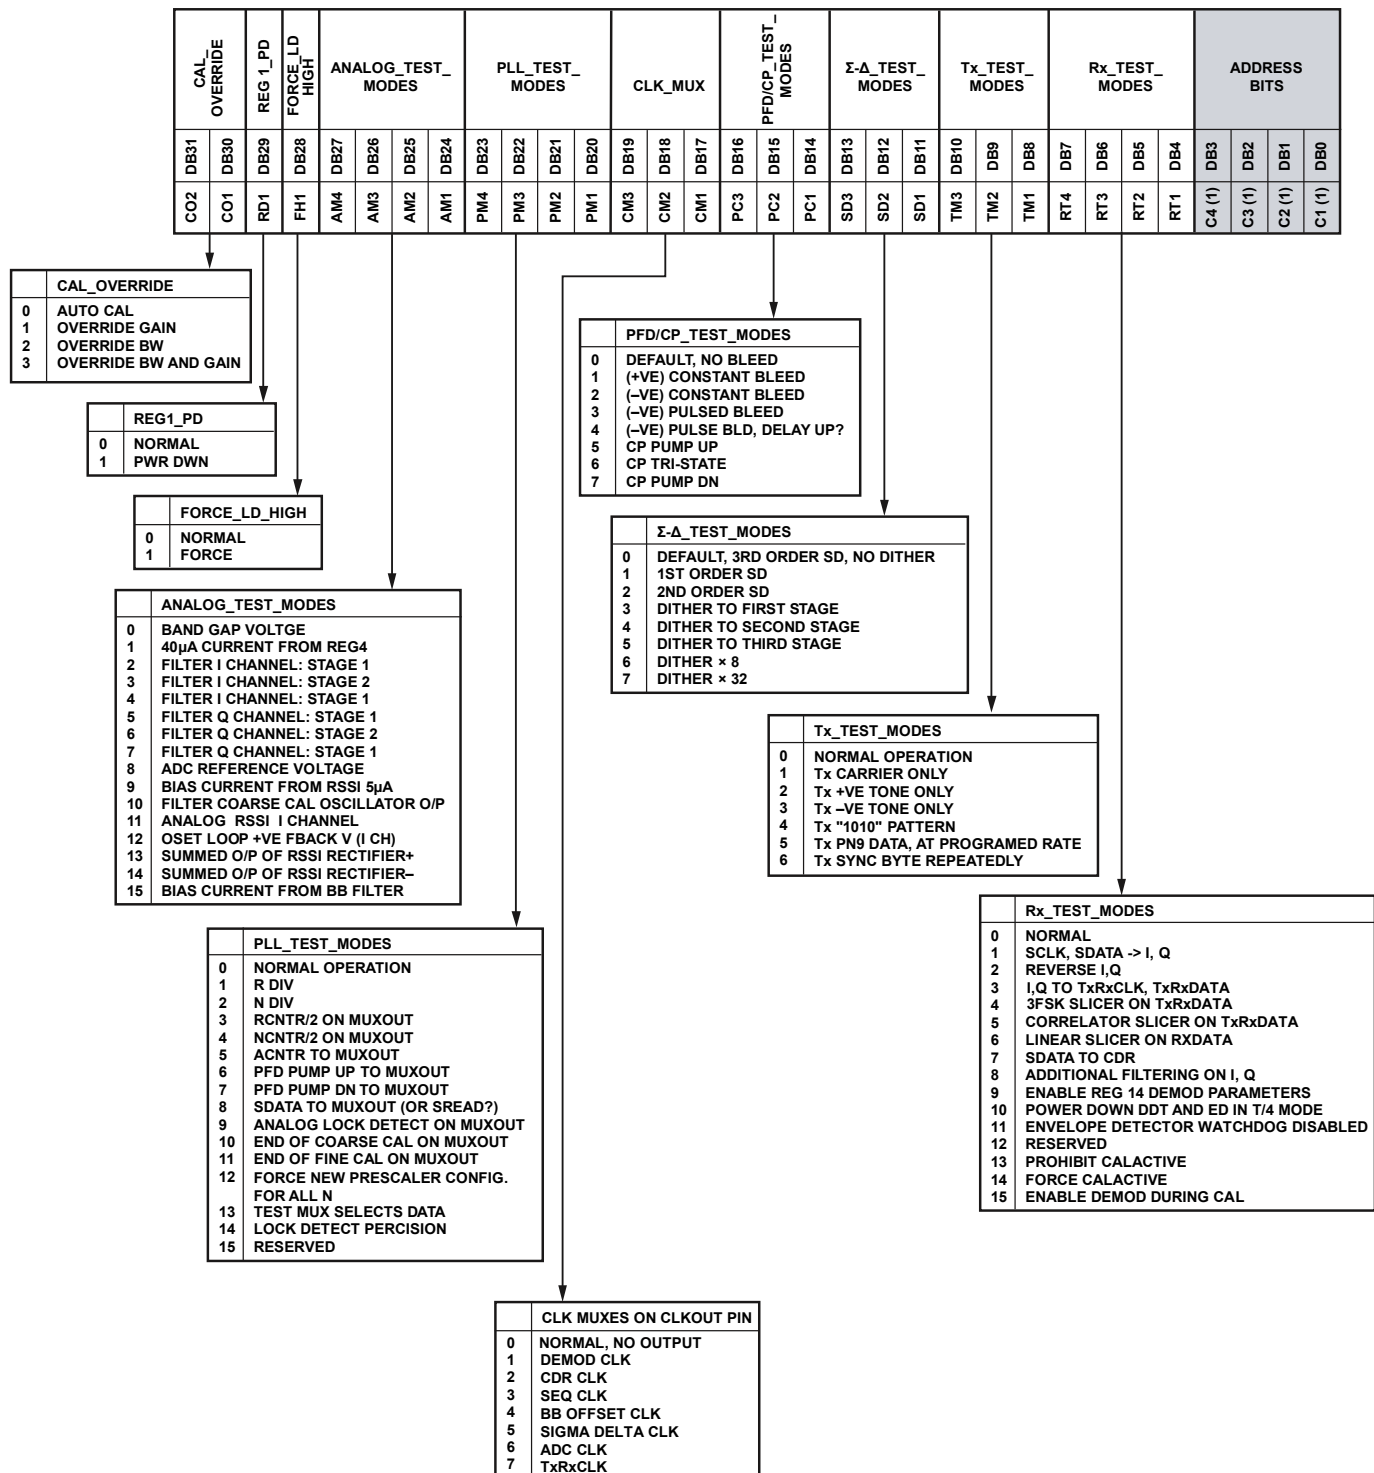 CAL_
OVERRIDE
REG 1_PD
FORCE_LD
HIGH
ANALOG_TEST_
MODES
PLL_TEST_
MODES
CLK_MUX
PFD/CP_TEST_
MODES
Σ-Δ_TEST_
MODES
Tx_TEST_
MODES
Rx_TEST_
MODES
ADDRESS
BITS
DB31 DB30 DB29 DB28 DB27 DB26 DB25 DB24 DB23 DB22 DB21 DB20 DB19 DB18 DB17 DB16 DB15 DB14 DB13 DB12 DB11 DB10 DB9 DB8 DB7 DB6 DB5 DB4 DB3 DB2 DB1 DB0
CO2 CO1 RD1 FH1 AM4 AM3 AM2 AM1 PM4 PM3 PM2 PM1 CM3 CM2 CM1 PC3 PC2 PC1 SD3 SD2 SD1 TM3 TM2 TM1 RT4 RT3 RT2 RT1 C4 (1) C3 (1) C2 (1) C1 (1)
CAL_OVERRIDE
0 AUTO CAL
1 OVERRIDE GAIN
2 OVERRIDE BW
3 OVERRIDE BW AND GAIN
REG1_PD
0 NORMAL
1 PWR DWN
FORCE_LD_HIGH
0 NORMAL
1 FORCE
ANALOG_TEST_MODES
0 BAND GAP VOLTGE
1 40µA CURRENT FROM REG4
2 FILTER I CHANNEL: STAGE 1
3 FILTER I CHANNEL: STAGE 2
4 FILTER I CHANNEL: STAGE 1
5 FILTER Q CHANNEL: STAGE 1
6 FILTER Q CHANNEL: STAGE 2
7 FILTER Q CHANNEL: STAGE 1
8 ADC REFERENCE VOLTAGE
9 BIAS CURRENT FROM RSSI 5µA
10 FILTER COARSE CAL OSCILLATOR O/P
11 ANALOG RSSI I CHANNEL
12 OSET LOOP +VE FBACK V (I CH)
13 SUMMED O/P OF RSSI RECTIFIER+
14 SUMMED O/P OF RSSI RECTIFIER–
15 BIAS CURRENT FROM BB FILTER
PLL_TEST_MODES
0 NORMAL OPERATION
1 R DIV
2 N DIV
3 RCNTR/2 ON MUXOUT
4 NCNTR/2 ON MUXOUT
5 ACNTR TO MUXOUT
6 PFD PUMP UP TO MUXOUT
7 PFD PUMP DN TO MUXOUT
8 SDATA TO MUXOUT (OR SREAD?)
9 ANALOG LOCK DETECT ON MUXOUT
10 END OF COARSE CAL ON MUXOUT
11 END OF FINE CAL ON MUXOUT
12 FORCE NEW PRESCALER CONFIG.
FOR ALL N
13 TEST MUX SELECTS DATA
14 LOCK DETECT PERCISION
15 RESERVED
CLK MUXES ON CLKOUT PIN
0 NORMAL, NO OUTPUT
1 DEMOD CLK
2 CDR CLK
3 SEQ CLK
4 BB OFFSET CLK
5 SIGMA DELTA CLK
6 ADC CLK
7 TxRxCLK
PFD/CP_TEST_MODES
0 DEFAULT, NO BLEED
1 (+VE) CONSTANT BLEED
2 (–VE) CONSTANT BLEED
3 (–VE) PULSED BLEED
4 (–VE) PULSE BLD, DELAY UP?
5 CP PUMP UP
6 CP TRI-STATE
7 CP PUMP DN
Σ-Δ_TEST_MODES
0 DEFAULT, 3RD ORDER SD, NO DITHER
1 1ST ORDER SD
2 2ND ORDER SD
3 DITHER TO FIRST STAGE
4 DITHER TO SECOND STAGE
5 DITHER TO THIRD STAGE
6 DITHER × 8
7 DITHER × 32
Tx_TEST_MODES
0 NORMAL OPERATION
1 Tx CARRIER ONLY
2 Tx +VE TONE ONLY
3 Tx –VE TONE ONLY
4 Tx "1010" PATTERN
5 Tx PN9 DATA, AT PROGRAMED RATE
6 Tx SYNC BYTE REPEATEDLY
Rx_TEST_MODES
0 NORMAL
1 SCLK, SDATA -> I, Q
2 REVERSE I,Q
3 I,Q TO TxRxCLK, TxRxDATA
4 3FSK SLICER ON TxRxDATA
5 CORRELATOR SLICER ON TxRxDATA
6 LINEAR SLICER ON RXDATA
7 SDATA TO CDR
8 ADDITIONAL FILTERING ON I, Q
9 ENABLE REG 14 DEMOD PARAMETERS
10 POWER DOWN DDT AND ED IN T/4 MODE
11 ENVELOPE DETECTOR WATCHDOG DISABLED
12 RESERVED
13 PROHIBIT CALACTIVE
14 FORCE CALACTIVE
15 ENABLE DEMOD DURING CAL